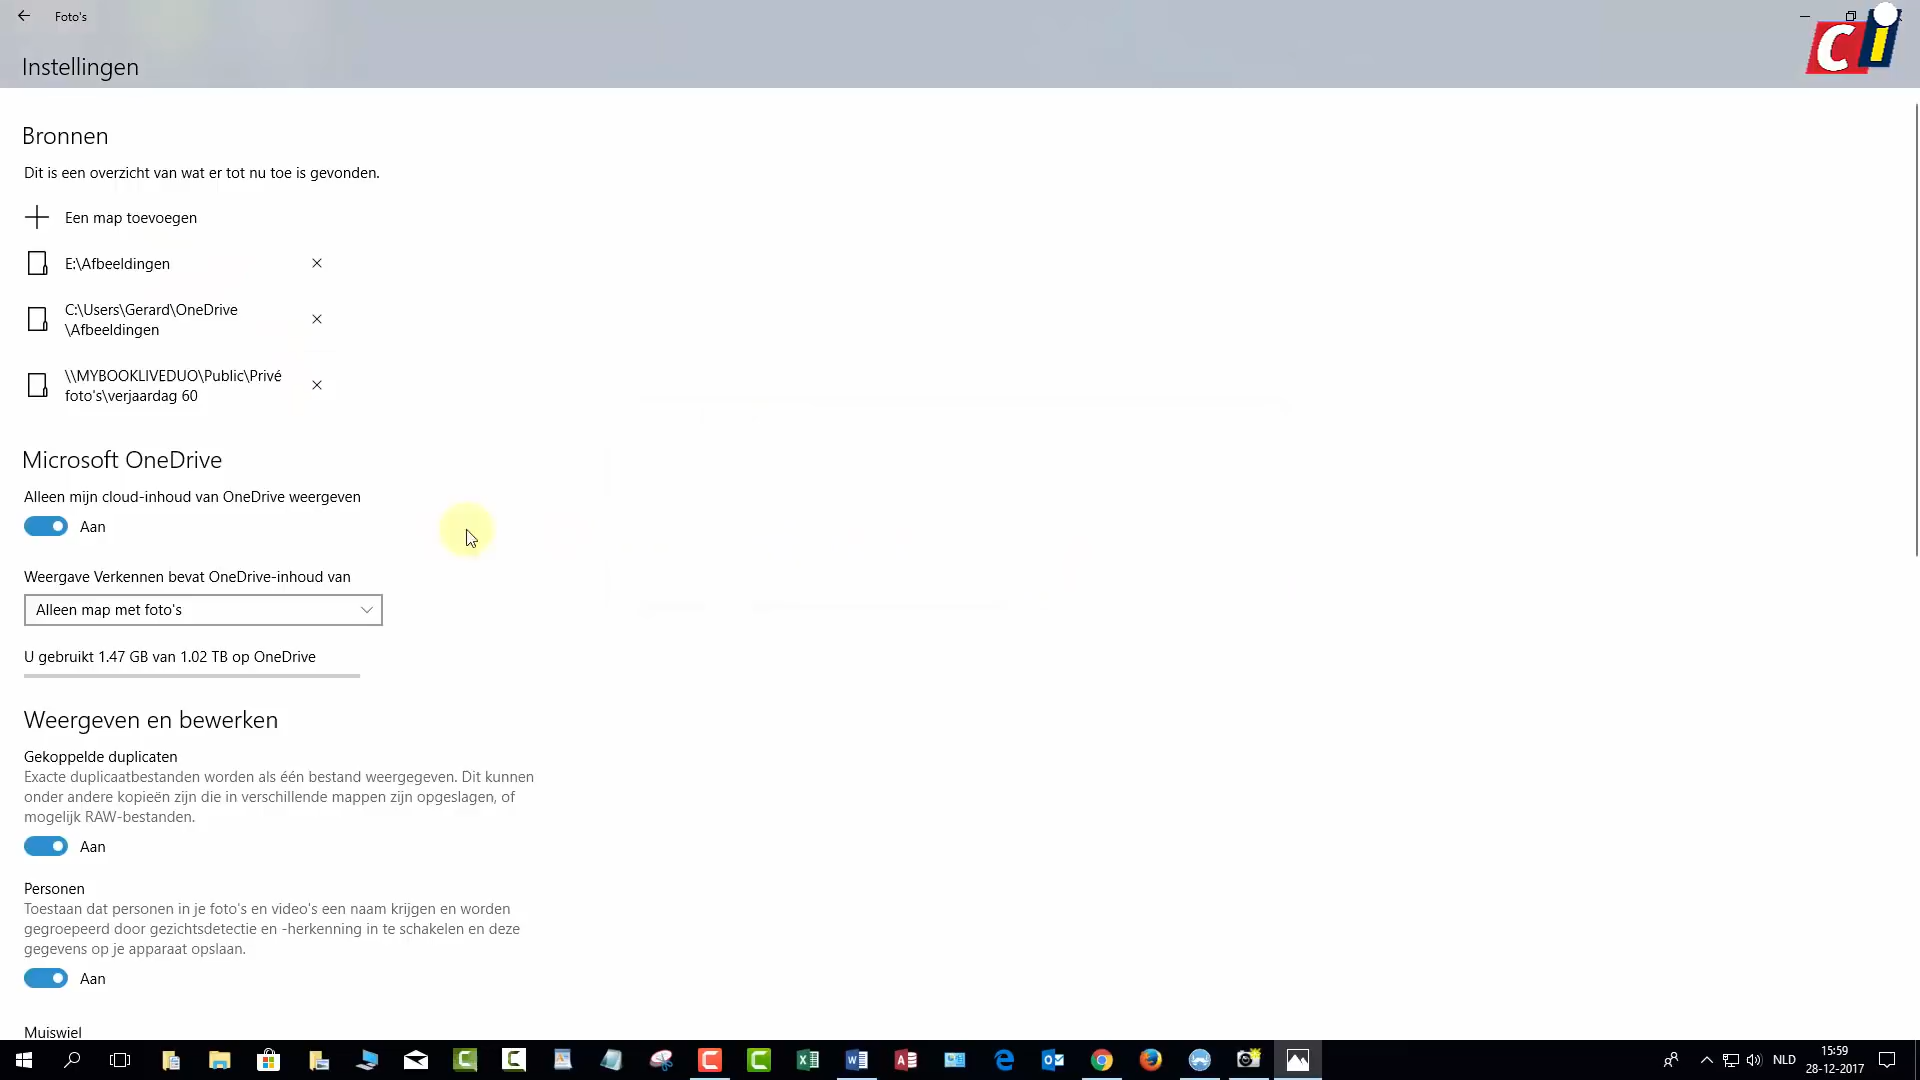 Foto's
Ci
Instellingen
Bronnen
Dit is een overzicht van wat er tot nu toe is gevonden.
Een map toevoegen
E:\Afbeeldingen
C:\Users\Gerard\OneDrive
\Afbeeldingen
\\MYBOOKLIVEDUO\Public\Privé
foto's\verjaardag 60
Microsoft OneDrive
Alleen mijn cloud-inhoud van OneDrive weergeven
Aan
Weergave Verkennen bevat OneDrive-inhoud van
Alleen map met foto's
U gebruikt 1.47 GB van 1.02 TB op OneDrive
Weergeven en bewerken
Gekoppelde duplicaten
Exacte duplicaatbestanden worden als één bestand weergegeven. Dit kunnen
onder andere kopieën zijn die in verschillende mappen zijn opgeslagen, of
mogelijk RAW-bestanden.
Aan
Personen
Toestaan dat personen in je foto's en video's een naam krijgen en worden
gegroepeerd door gezichtsdetectie en -herkenning in te schakelen en deze
gegevens op je apparaat opslaan.
Aan
Muiswiel
NLD
15:59
28-12-2017